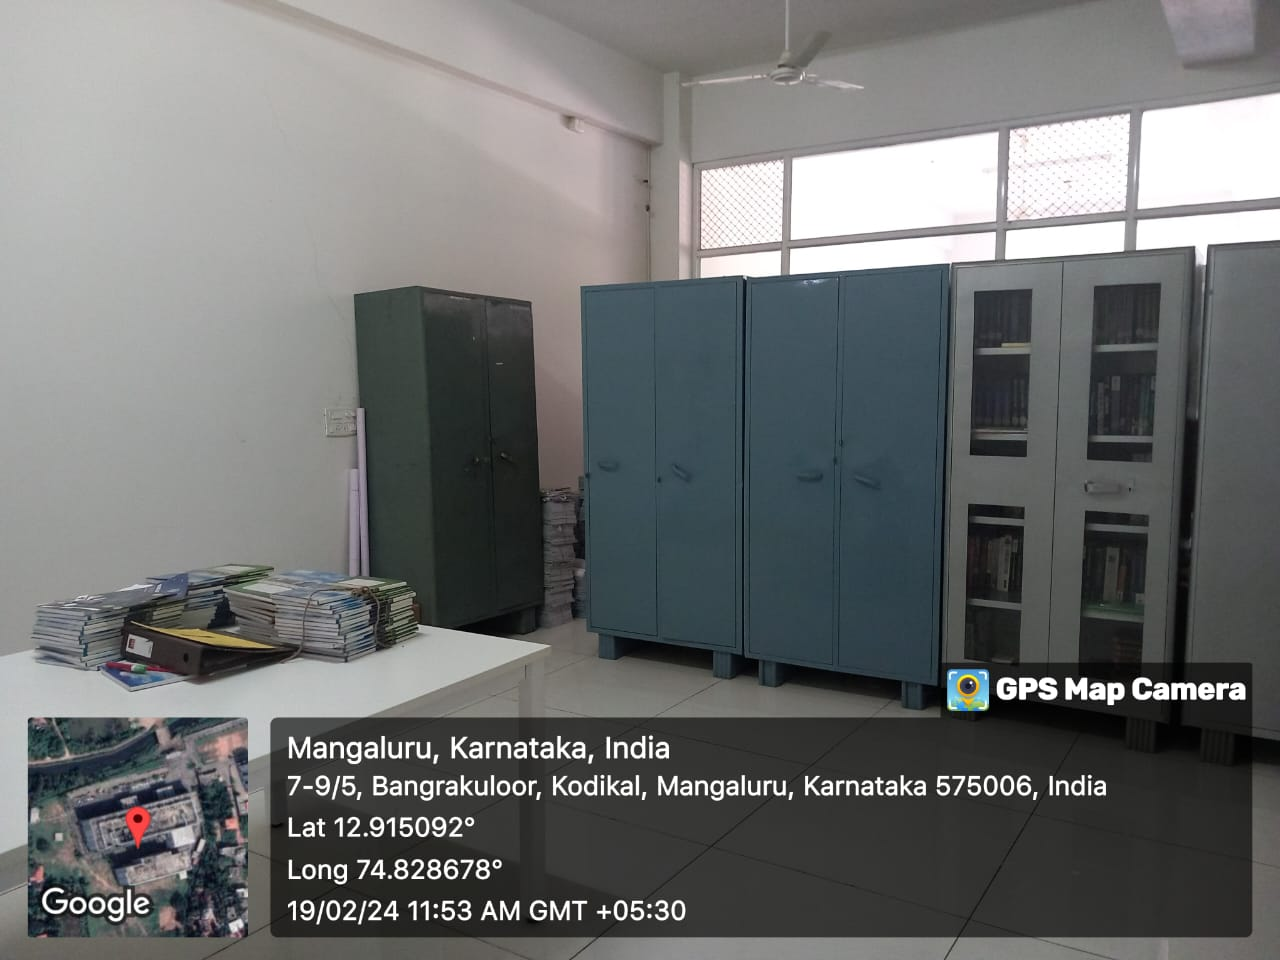 GPS Map Camera
Mangaluru, Karnataka, India
7-9/5, Bangrakuloor, Kodikal, Mangaluru, Karnataka 575006, India
Lat 12.915092°
Long 74.828678°
19/02/24 11:53 AM GMT +05:30
Google